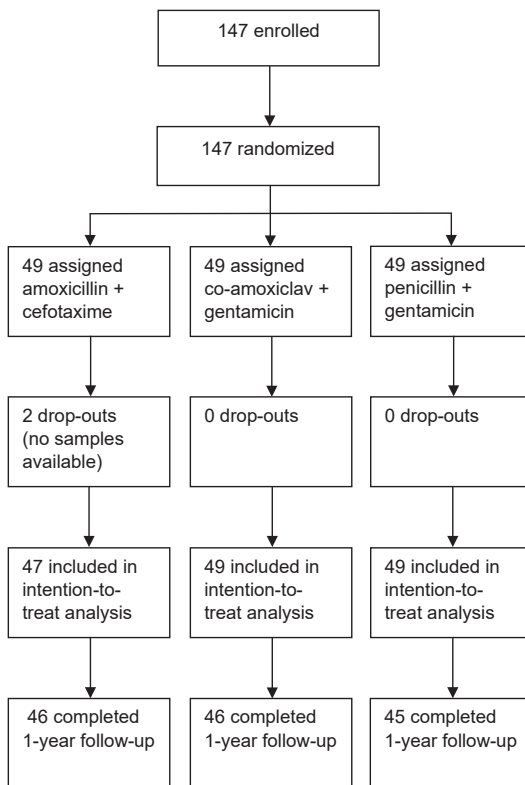 147 enrolled
147 randomized
49 assigned
amoxicillin +
cefotaxime
49 assigned
co-amoxiclav +
gentamicin
49 assigned
penicillin +
gentamicin
2 drop-outs
(no samples
available)
0 drop-outs
0 drop-outs
47 included in
intention-to-
treat analysis
49 included in
intention-to-
treat analysis
49 included in
intention-to-
treat analysis
46 completed
1-year follow-up
46 completed
1-year follow-up
45 completed
1-year follow-up